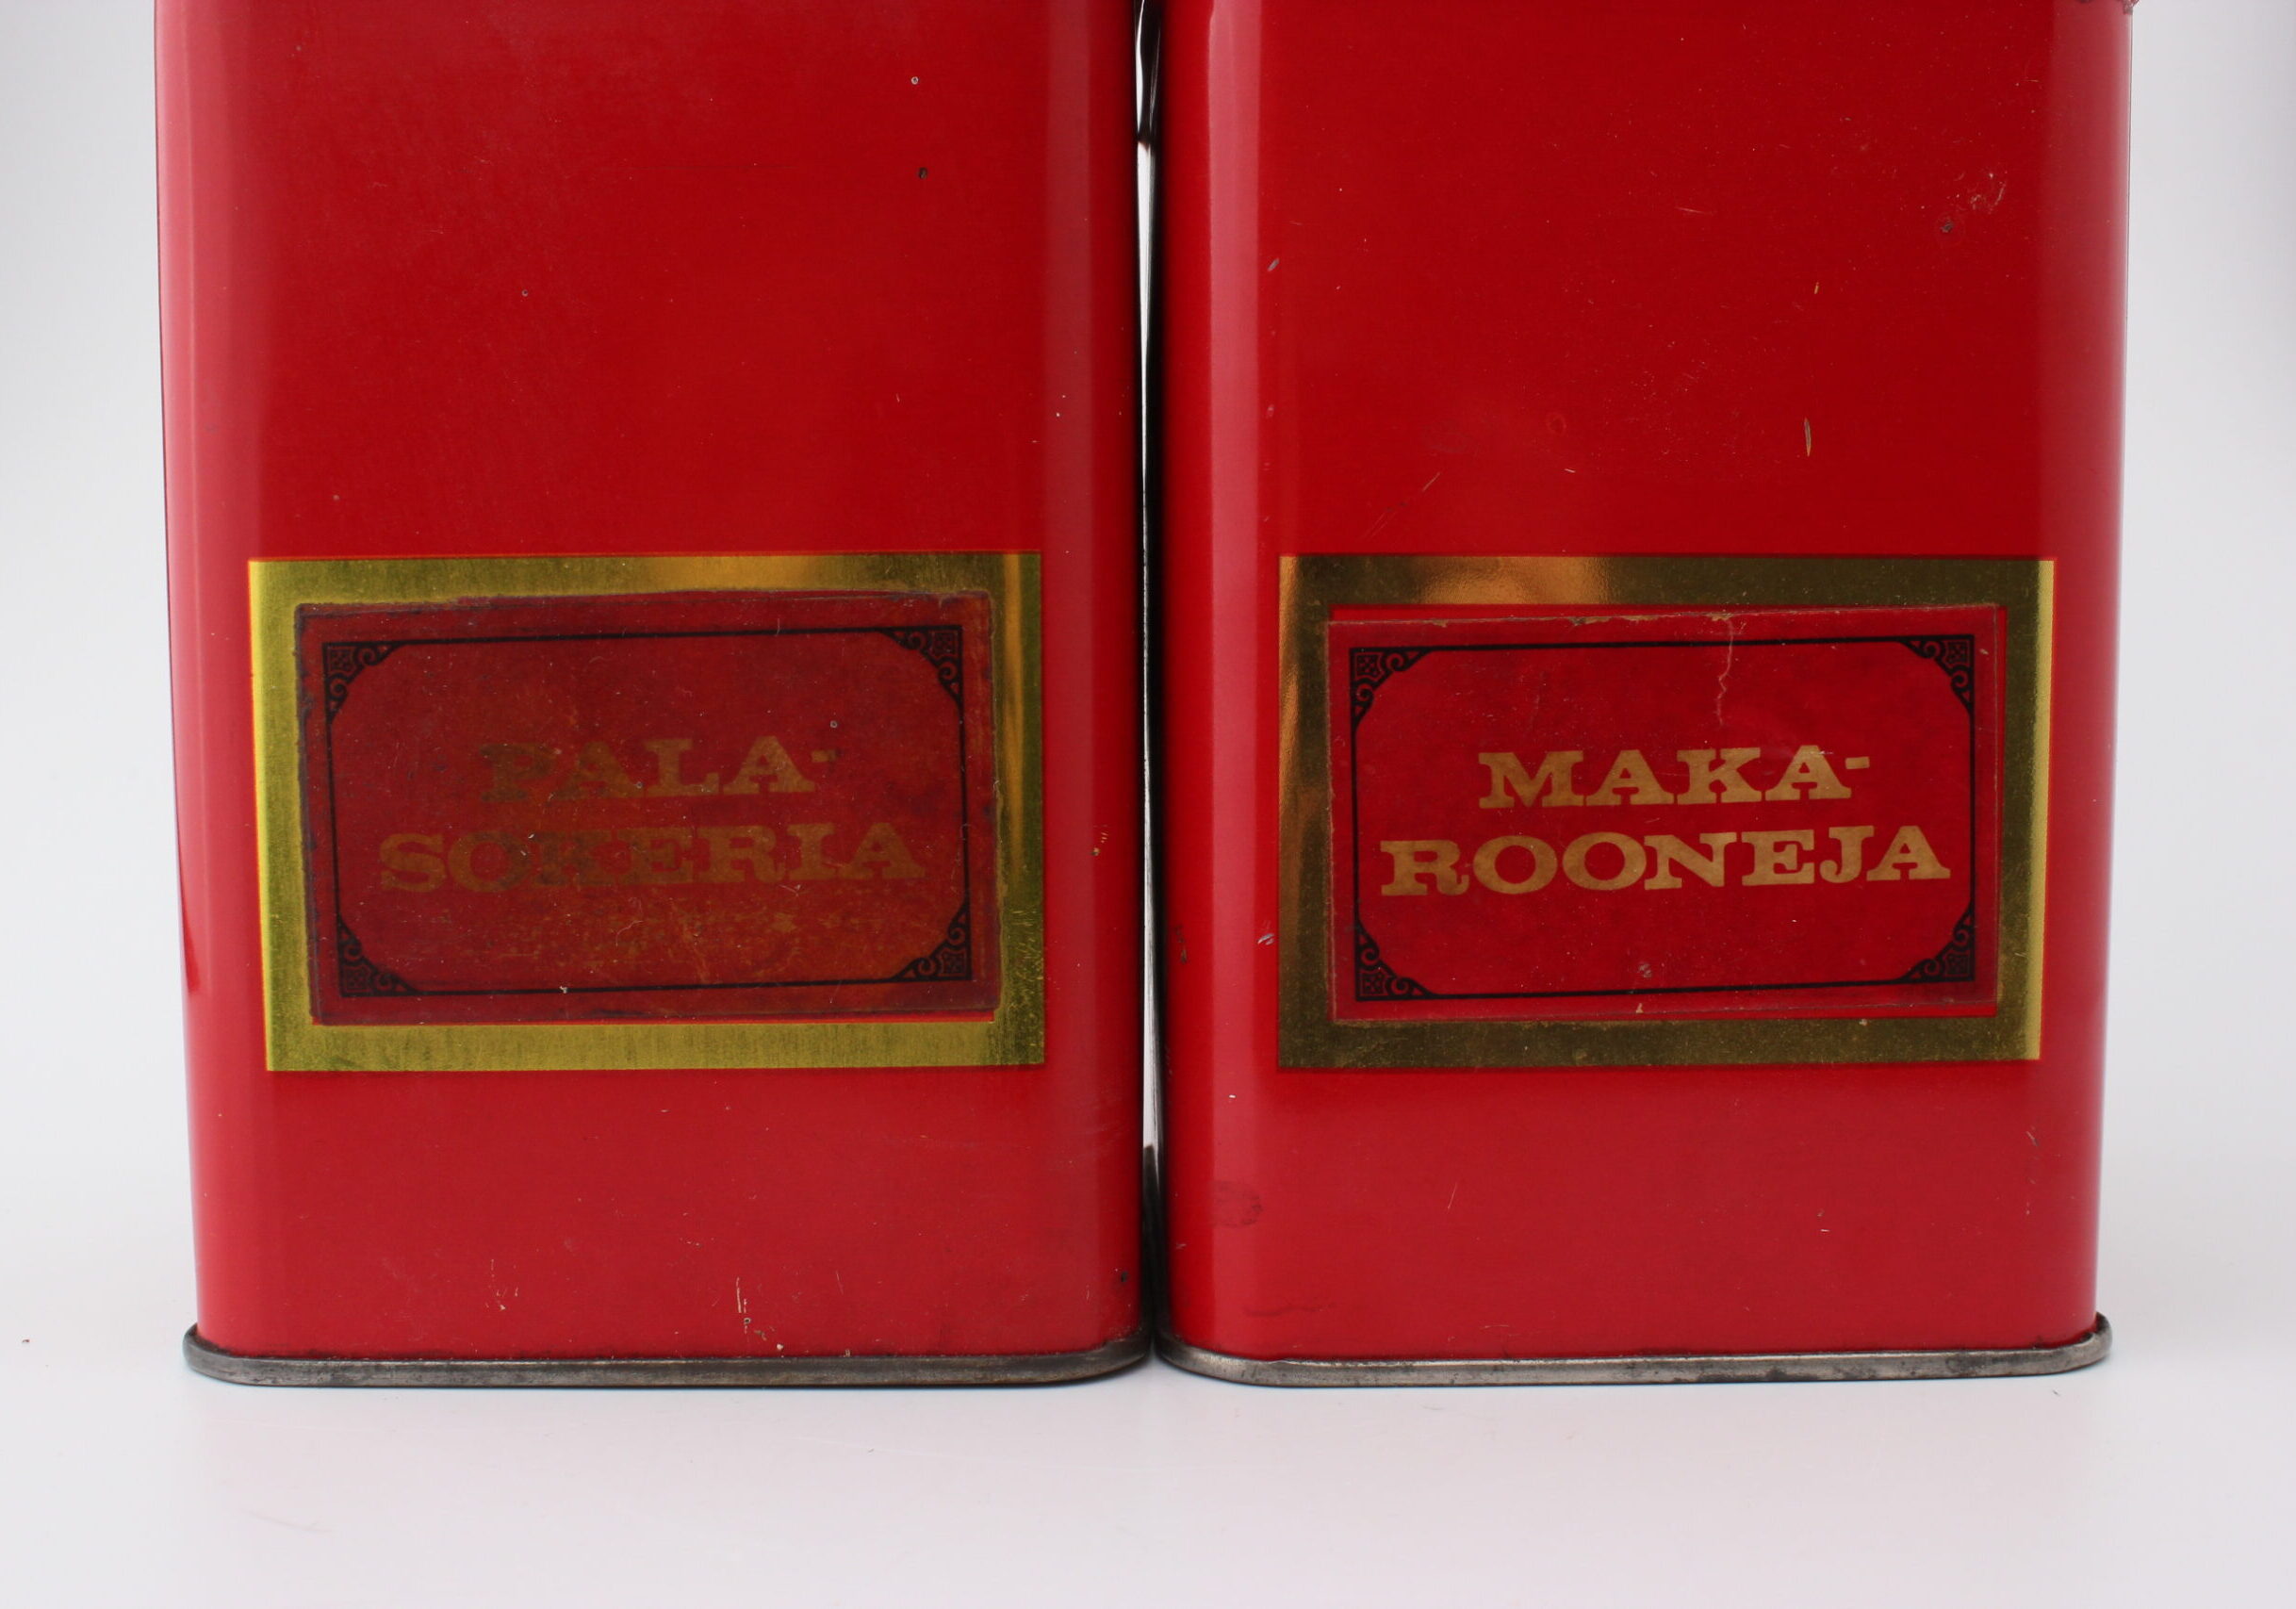 PALA-
SOKERIA
MAKA-
ROONEJA